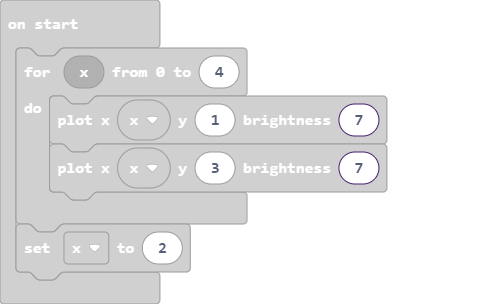 on start
for x from 0 to 4
do
plot x x y 1 brightness 7
plot x x y 3 brightness 7
set x to 2